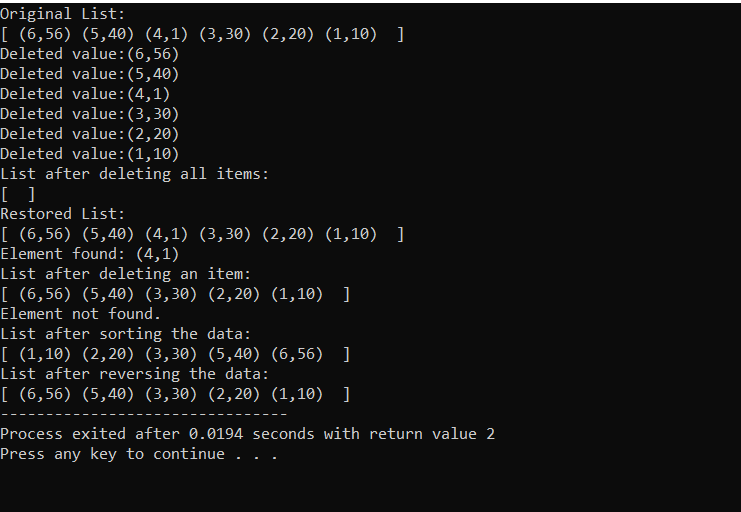 Original List:
[ (6,56) (5,40) (4,1) (3,30) (2,20) (1,10)  ]
Deleted value:(6,56)
Deleted value:(5,40)
Deleted value:(4,1)
Deleted value:(3,30)
Deleted value:(2,20)
Deleted value:(1,10)
List after deleting all items:
[  ]
Restored List:
[ (6,56) (5,40) (4,1) (3,30) (2,20) (1,10)  ]
Element found: (4,1)
List after deleting an item:
[ (6,56) (5,40) (3,30) (2,20) (1,10)  ]
Element not found.
List after sorting the data:
[ (1,10) (2,20) (3,30) (5,40) (6,56)  ]
List after reversing the data:
[ (6,56) (5,40) (3,30) (2,20) (1,10)  ]
--------------------------------
Process exited after 0.0194 seconds with return value 2
Press any key to continue . . .